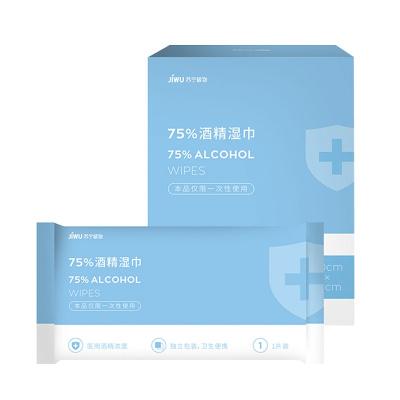 JIWU 苏宁极物
75%酒精湿巾
75% ALCOHOL
WIPES
本品仅限一次性使用
JIWU 苏宁极物
75%酒精湿巾
75% ALCOHOL
WIPES
本品仅限一次性使用
医用酒精浓度
独立包装,卫生便携
1
1片装
0cm
×
cm